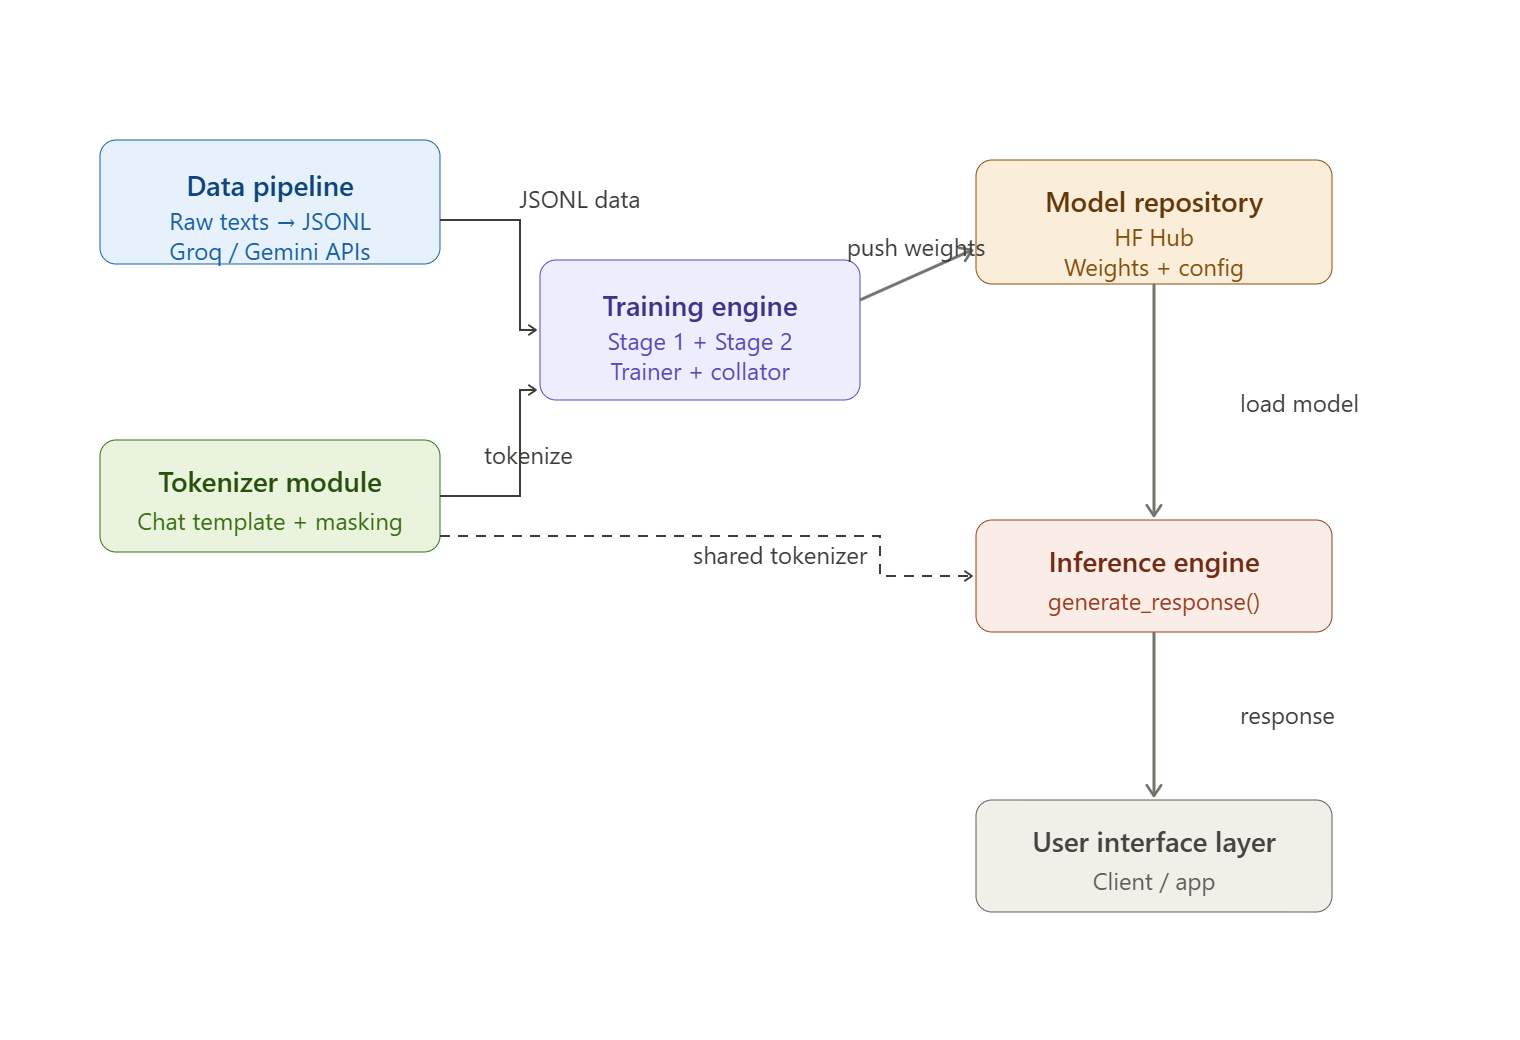 Data pipeline
Raw texts → JSONL
Groq / Gemini APIs
JSONL data
Training engine
Stage 1 + Stage 2
Trainer + collator
push weights
Model repository
HF Hub
Weights + config
load model
Tokenizer module
Chat template + masking
tokenize
shared tokenizer
Inference engine
generate_response()
response
User interface layer
Client / app